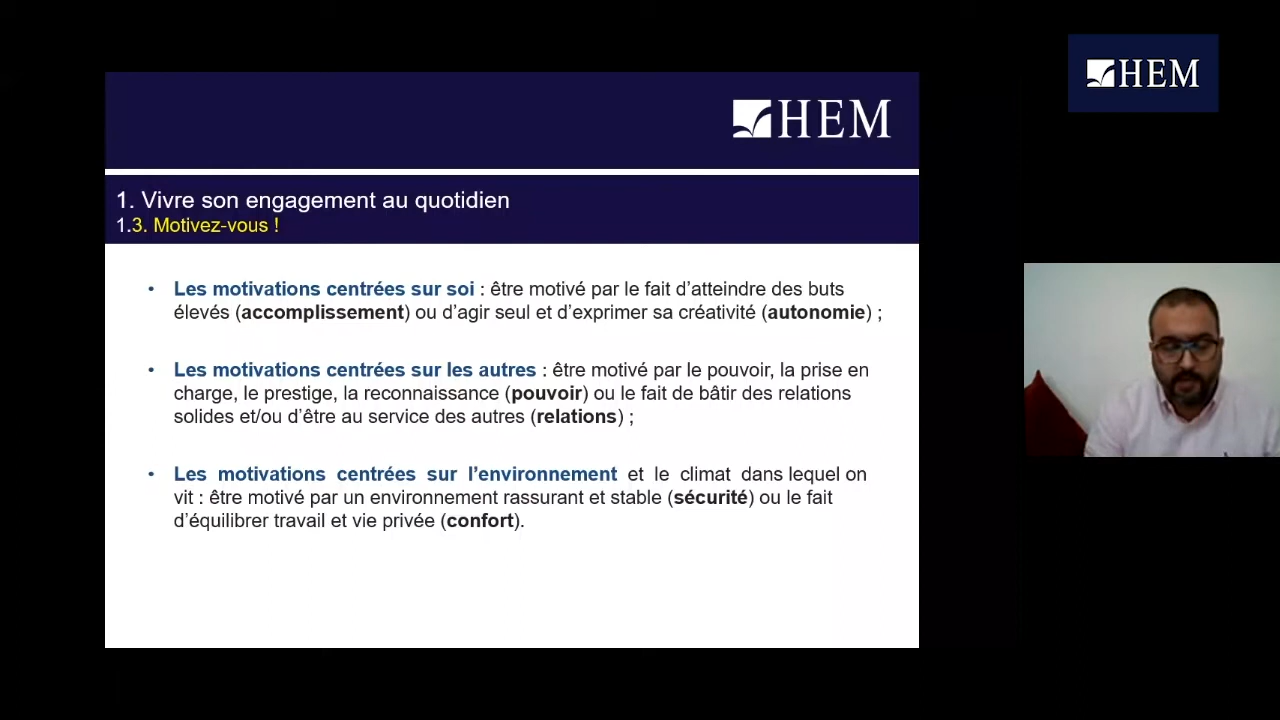 HEM
HEM
1. Vivre son engagement au quotidien
1.3. Motivez-vous !
• Les motivations centrées sur soi : être motivé par le fait d’atteindre des buts
élevés (accomplissement) ou d’agir seul et d’exprimer sa créativité (autonomie) ;
• Les motivations centrées sur les autres : être motivé par le pouvoir, la prise en
charge, le prestige, la reconnaissance (pouvoir) ou le fait de bâtir des relations
solides et/ou d’être au service des autres (relations) ;
• Les motivations centrées sur l’environnement et le climat dans lequel on
vit : être motivé par un environnement rassurant et stable (sécurité) ou le fait
d’équilibrer travail et vie privée (confort).